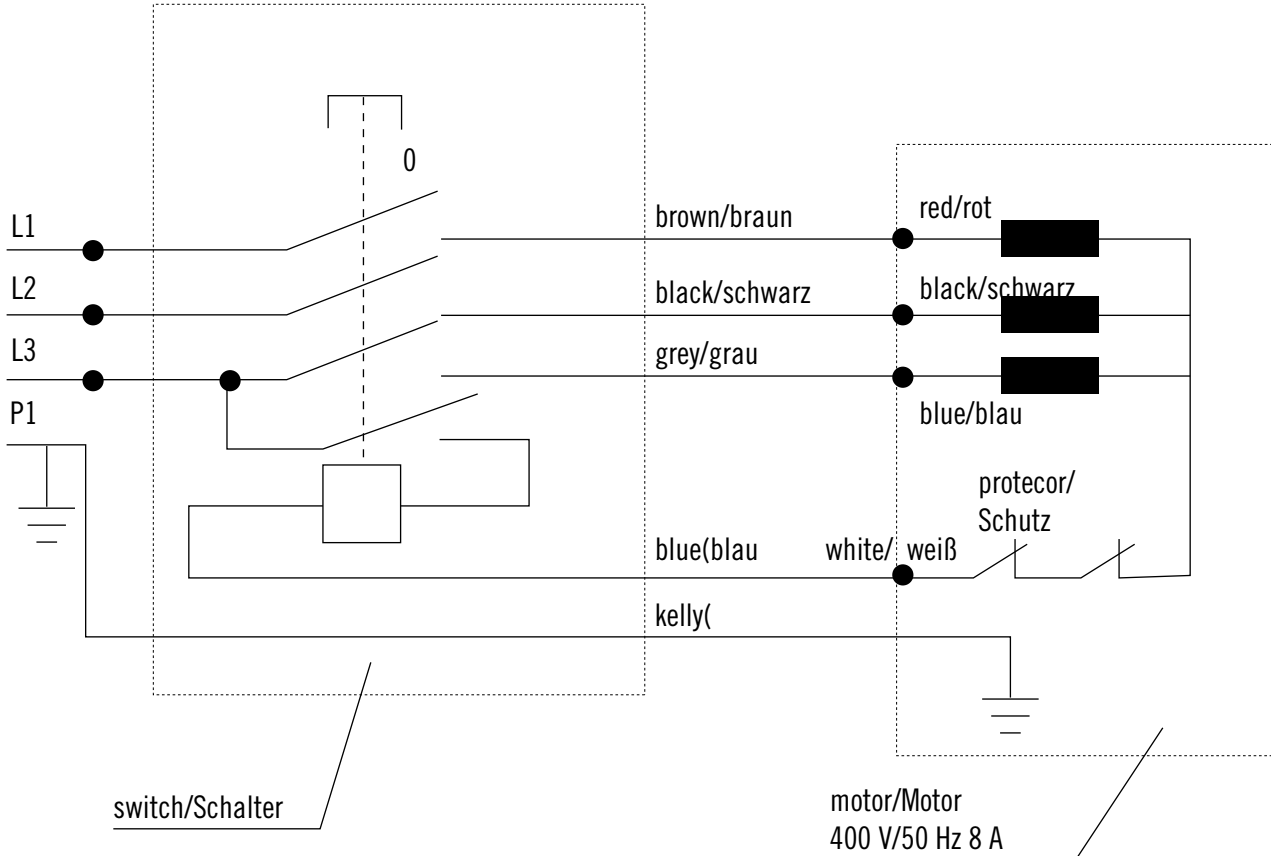 0
L1
brown/braun
red/rot
L2
black/schwarz
black/schwarz
L3
grey/grau
P1
blue/blau
protecor/
Schutz
blue(blau
white/ weiß
kelly(
switch/Schalter
motor/Motor
400 V/50 Hz 8 A